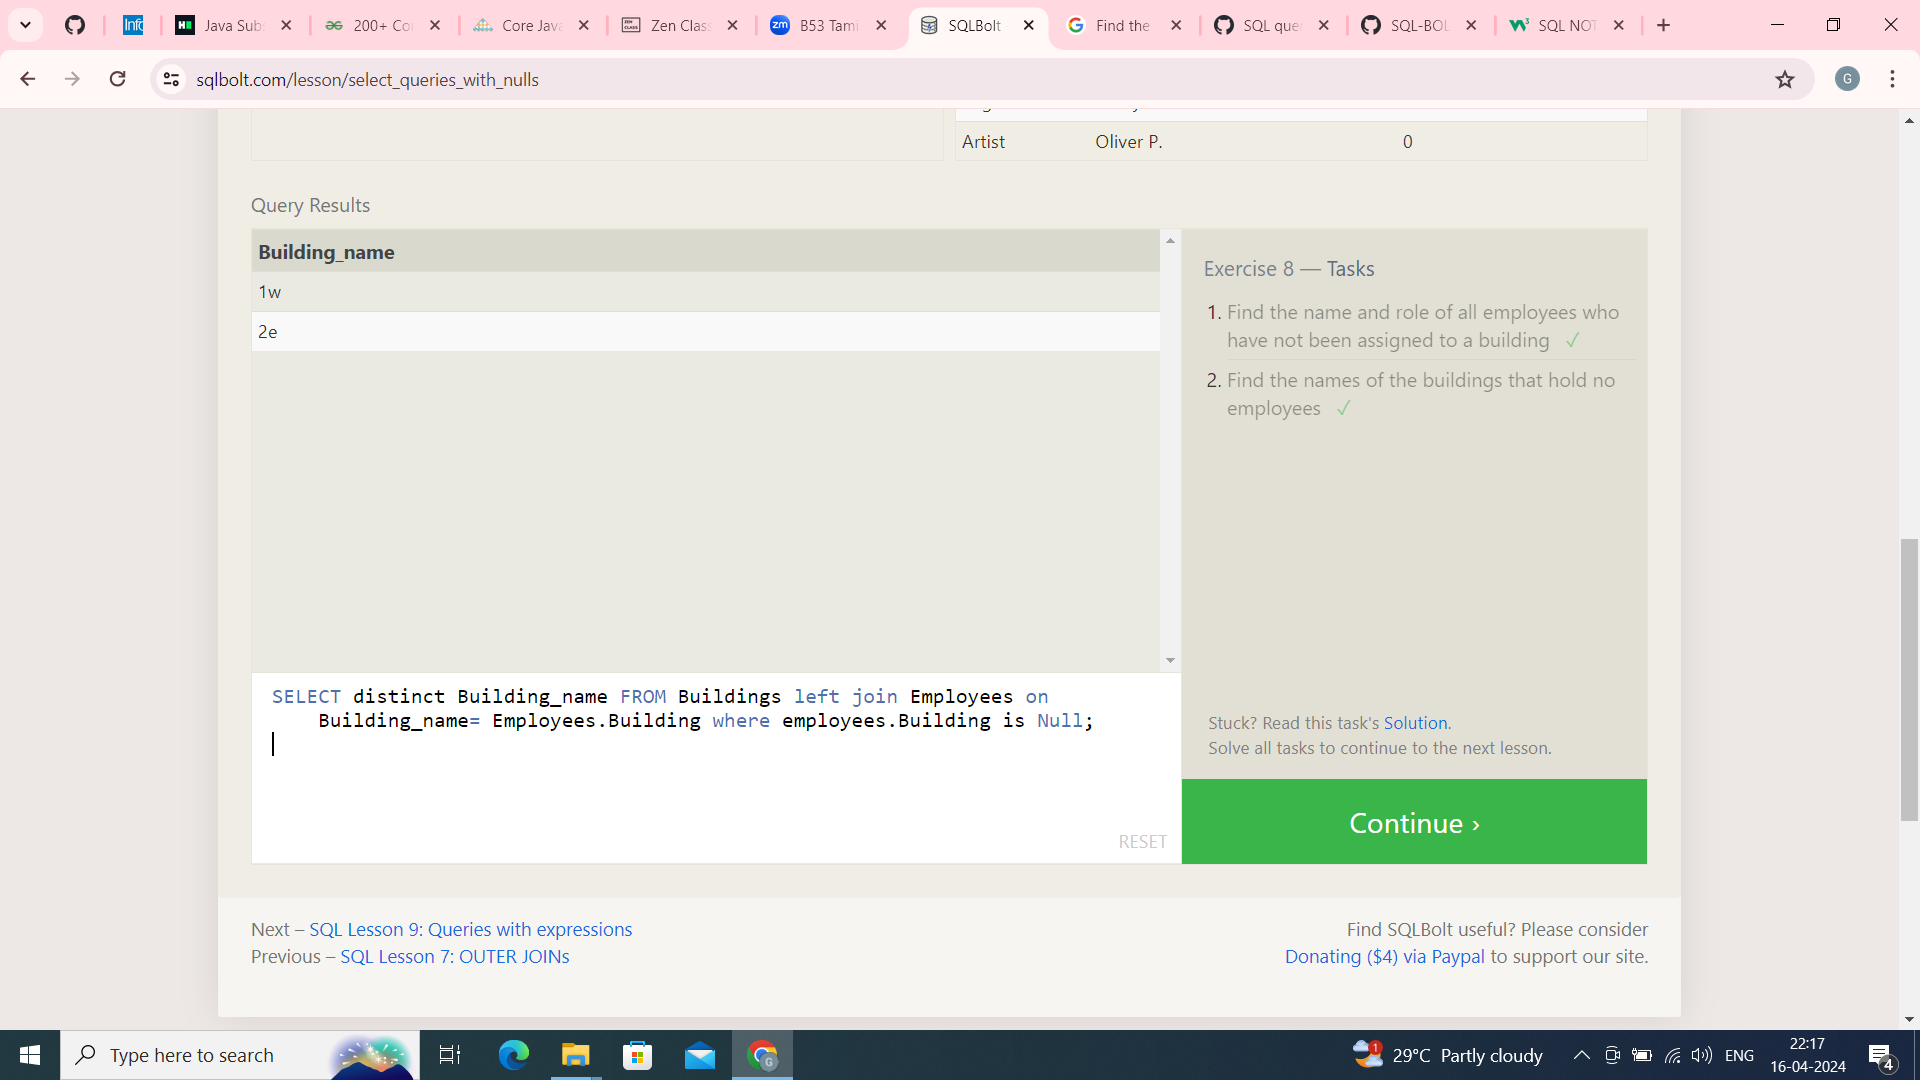 Java Sub
200+ Co
Core Java
Zen Class
B53 Tami
SQLBolt
Find the
SQL que
SQL-BOL
SQL NOT
sqlbolt.com/lesson/select_queries_with_nulls
G
Artist Oliver P. 0
Query Results
Building_name
1w
2e
Exercise 8 — Tasks
1. Find the name and role of all employees who
have not been assigned to a building ✓
2. Find the names of the buildings that hold no
employees ✓
SELECT distinct Building_name FROM Buildings left join Employees on
Building_name= Employees.Building where employees.Building is Null;
RESET
Stuck? Read this task's Solution.
Solve all tasks to continue to the next lesson.
Continue ›
Next – SQL Lesson 9: Queries with expressions
Previous – SQL Lesson 7: OUTER JOINs
Find SQLBolt useful? Please consider
Donating ($4) via Paypal to support our site.
Type here to search
1
29°C Partly cloudy
ENG
22:17
16-04-2024
4